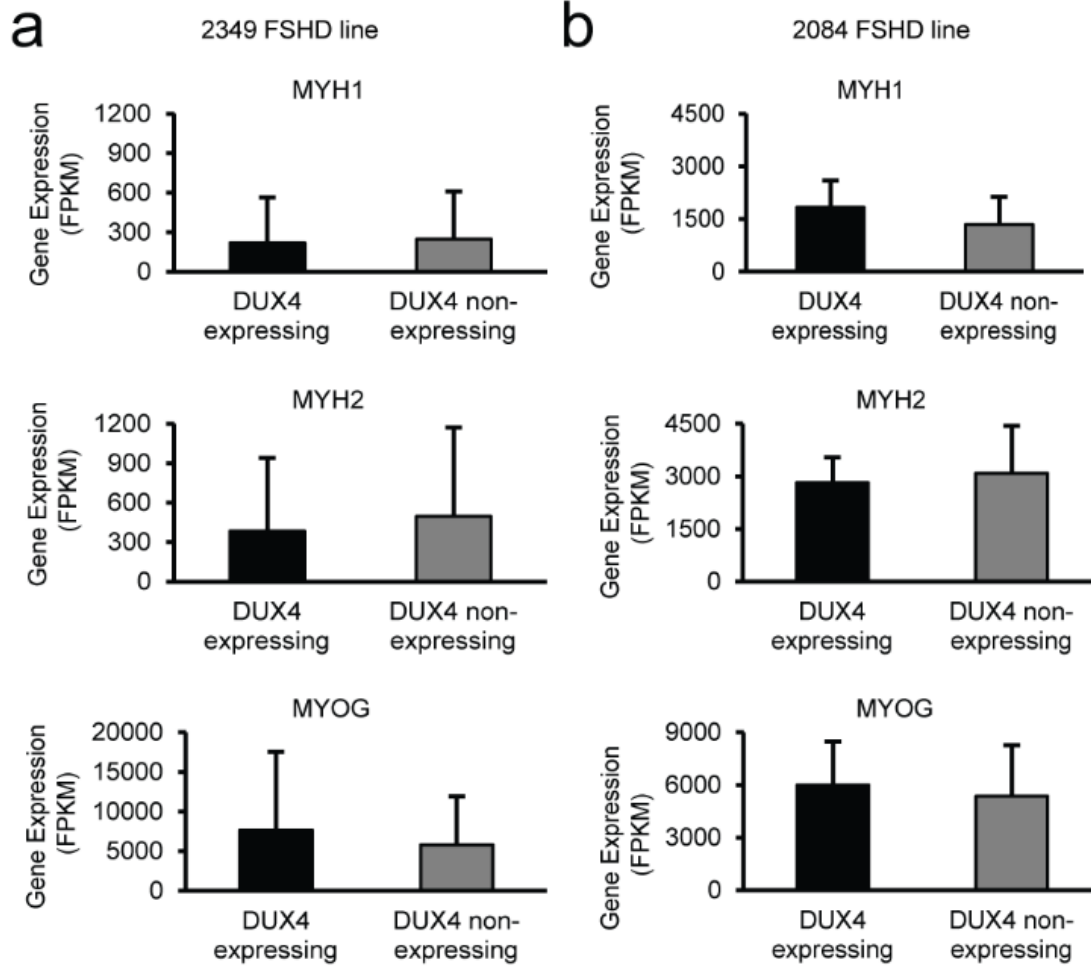 a
2349 FSHD line
MYH1
Gene Expression
(FPKM)
1200
900
600
300
0
DUX4
expressing
DUX4 non-
expressing
MYH2
Gene Expression
(FPKM)
1200
900
600
300
0
DUX4
expressing
DUX4 non-
expressing
MYOG
Gene Expression
(FPKM)
20000
15000
10000
5000
0
DUX4
expressing
DUX4 non-
expressing
b
2084 FSHD line
MYH1
Gene Expression
(FPKM)
4500
3000
1500
0
DUX4
expressing
DUX4 non-
expressing
MYH2
Gene Expression
(FPKM)
4500
3000
1500
0
DUX4
expressing
DUX4 non-
expressing
MYOG
Gene Expression
(FPKM)
9000
6000
3000
0
DUX4
expressing
DUX4 non-
expressing